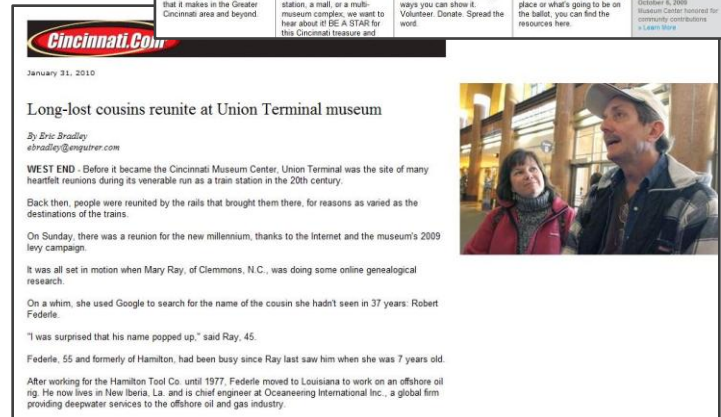 that it makes in the Greater
Cincinnati area and beyond.
station, a mall, or a multi-
museum complex, we want to
hear about it! BE A STAR for
this Cincinnati treasure and
ways you can show it.
Volunteer. Donate. Spread the
word.
place or what's going to be on
the ballot, you can find the
resources here.
October 6, 2009
Museum Center honored for
community contributions
» Learn More
Cincinnati.Com
January 31, 2010
Long-lost cousins reunite at Union Terminal museum
By Eric Bradley
ebradley@enquirer.com
WEST END - Before it became the Cincinnati Museum Center, Union Terminal was the site of many
heartfelt reunions during its venerable run as a train station in the 20th century.
Back then, people were reunited by the rails that brought them there, for reasons as varied as the
destinations of the trains.
On Sunday, there was a reunion for the new millennium, thanks to the Internet and the museum's 2009
levy campaign.
It was all set in motion when Mary Ray, of Clemmons, N.C., was doing some online genealogical
research.
On a whim, she used Google to search for the name of the cousin she hadn't seen in 37 years: Robert
Federle.
"I was surprised that his name popped up," said Ray, 45.
Federle, 55 and formerly of Hamilton, had been busy since Ray last saw him when she was 7 years old.
After working for the Hamilton Tool Co. until 1977, Federle moved to Louisiana to work on an offshore oil
rig. He now lives in New Iberia, La. and is chief engineer at Oceaneering International Inc., a global firm
providing deepwater services to the offshore oil and gas industry.